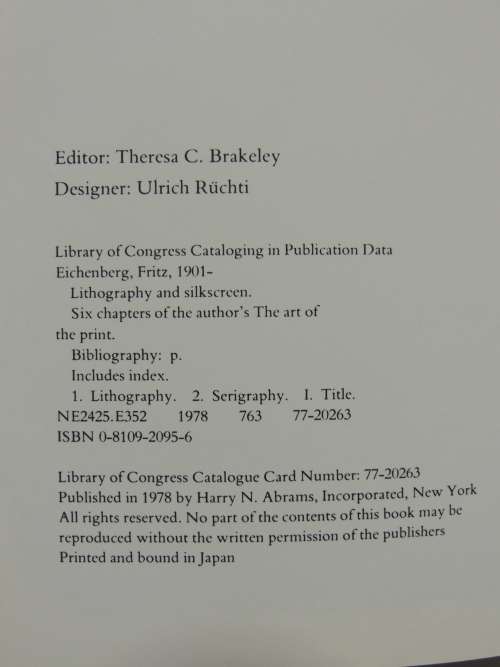 Editor: Theresa C. Brakeley
Designer: Ulrich Rüchti
Library of Congress Cataloging in Publication Data
Eichenberg, Fritz, 1901-
Lithography and silkscreen.
Six chapters of the author's The art of
the print.
Bibliography: p.
Includes index.
1. Lithography. 2. Serigraphy. I. Title.
NE2425.E352 1978 763 77-20263
ISBN 0-8109-2095-6
Library of Congress Catalogue Card Number: 77-20263
Published in 1978 by Harry N. Abrams, Incorporated, New York
All rights reserved. No part of the contents of this book may be
reproduced without the written permission of the publishers
Printed and bound in Japan